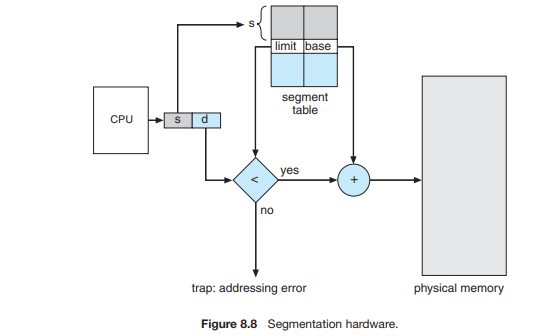 s
limit base
segment
table
CPU
s d
<
yes
+
no
trap: addressing error
physical memory
Figure 8.8 Segmentation hardware.